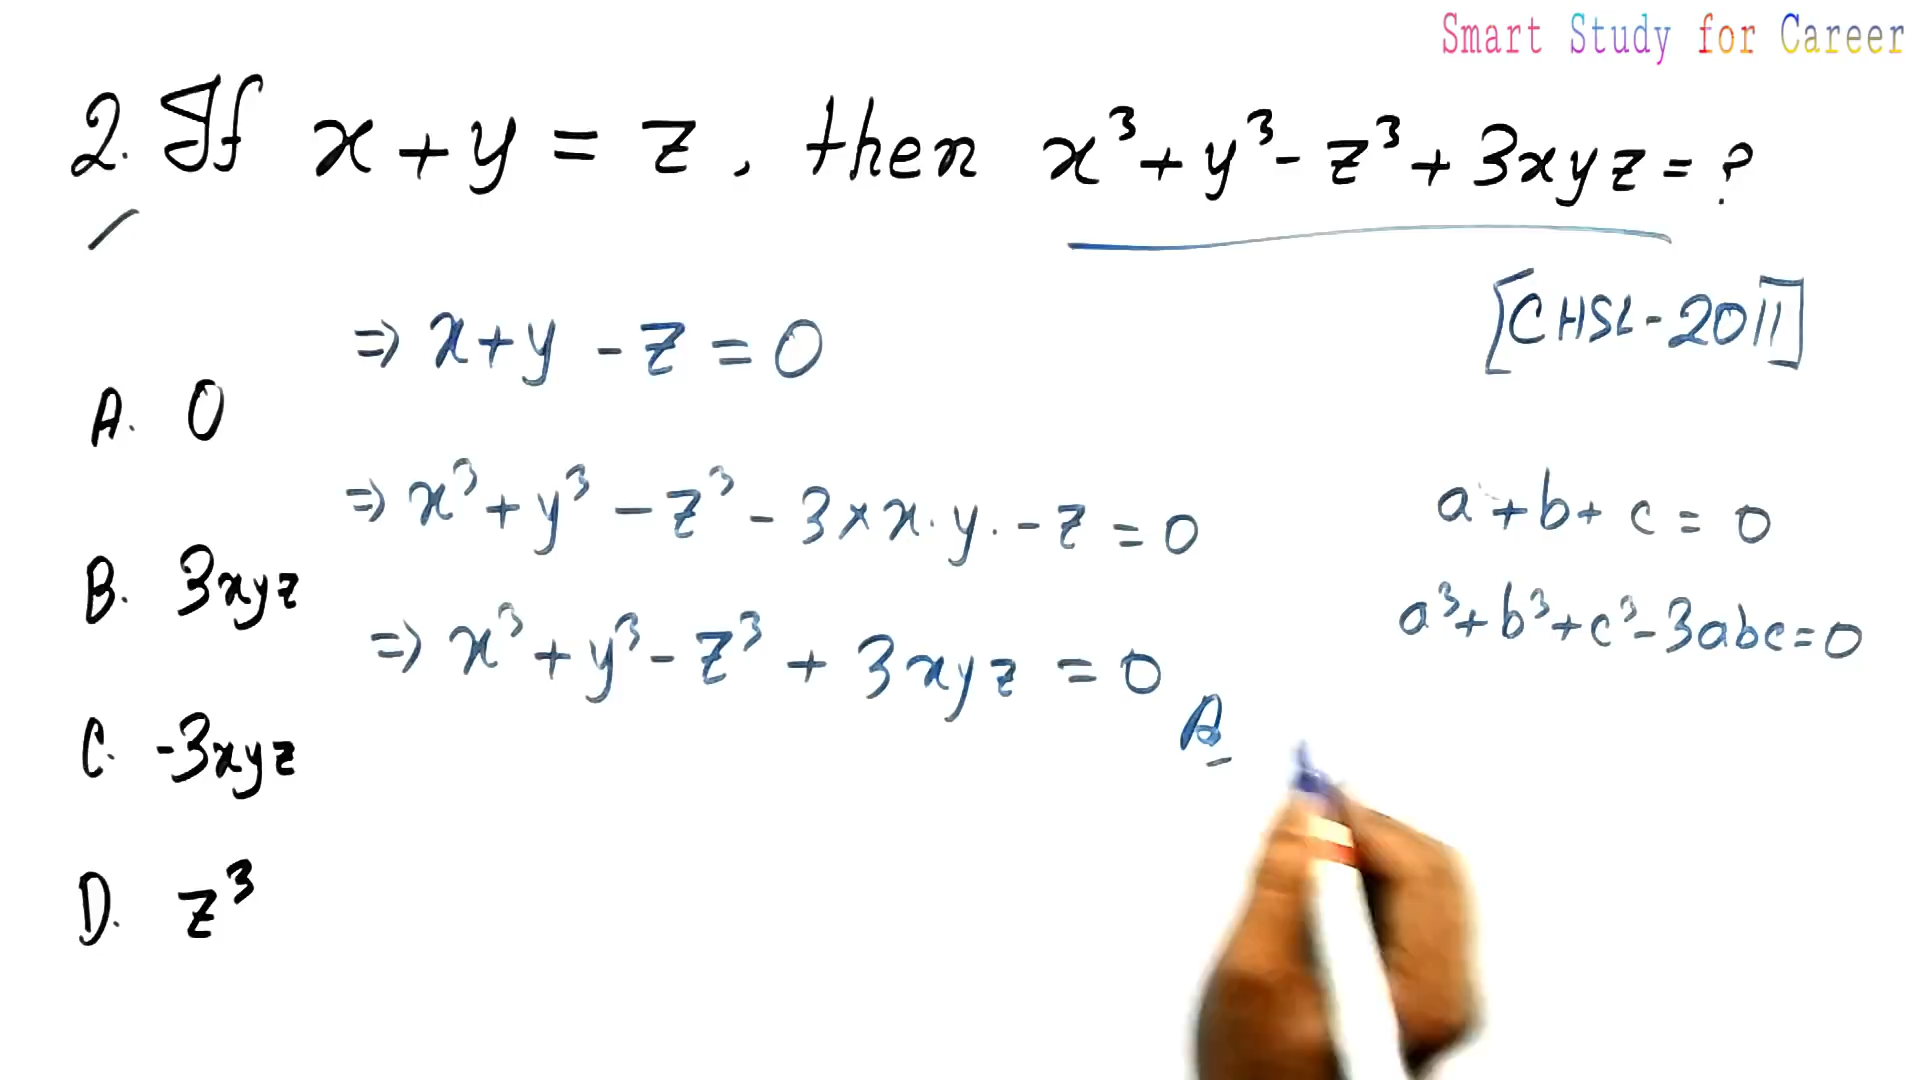 Smart Study for Career
2. If x + y = z, then x³ + y³ - z³ + 3xyz = ?
[CHSL-2011]
⇒ x + y - z = 0
A. 0
⇒ x³ + y³ - z³ - 3 × x . y . - z = 0
a + b + c = 0
B. 3xyz
a³ + b³ + c³ - 3abc = 0
⇒ x³ + y³ - z³ + 3xyz = 0
A
C. -3xyz
D. z³